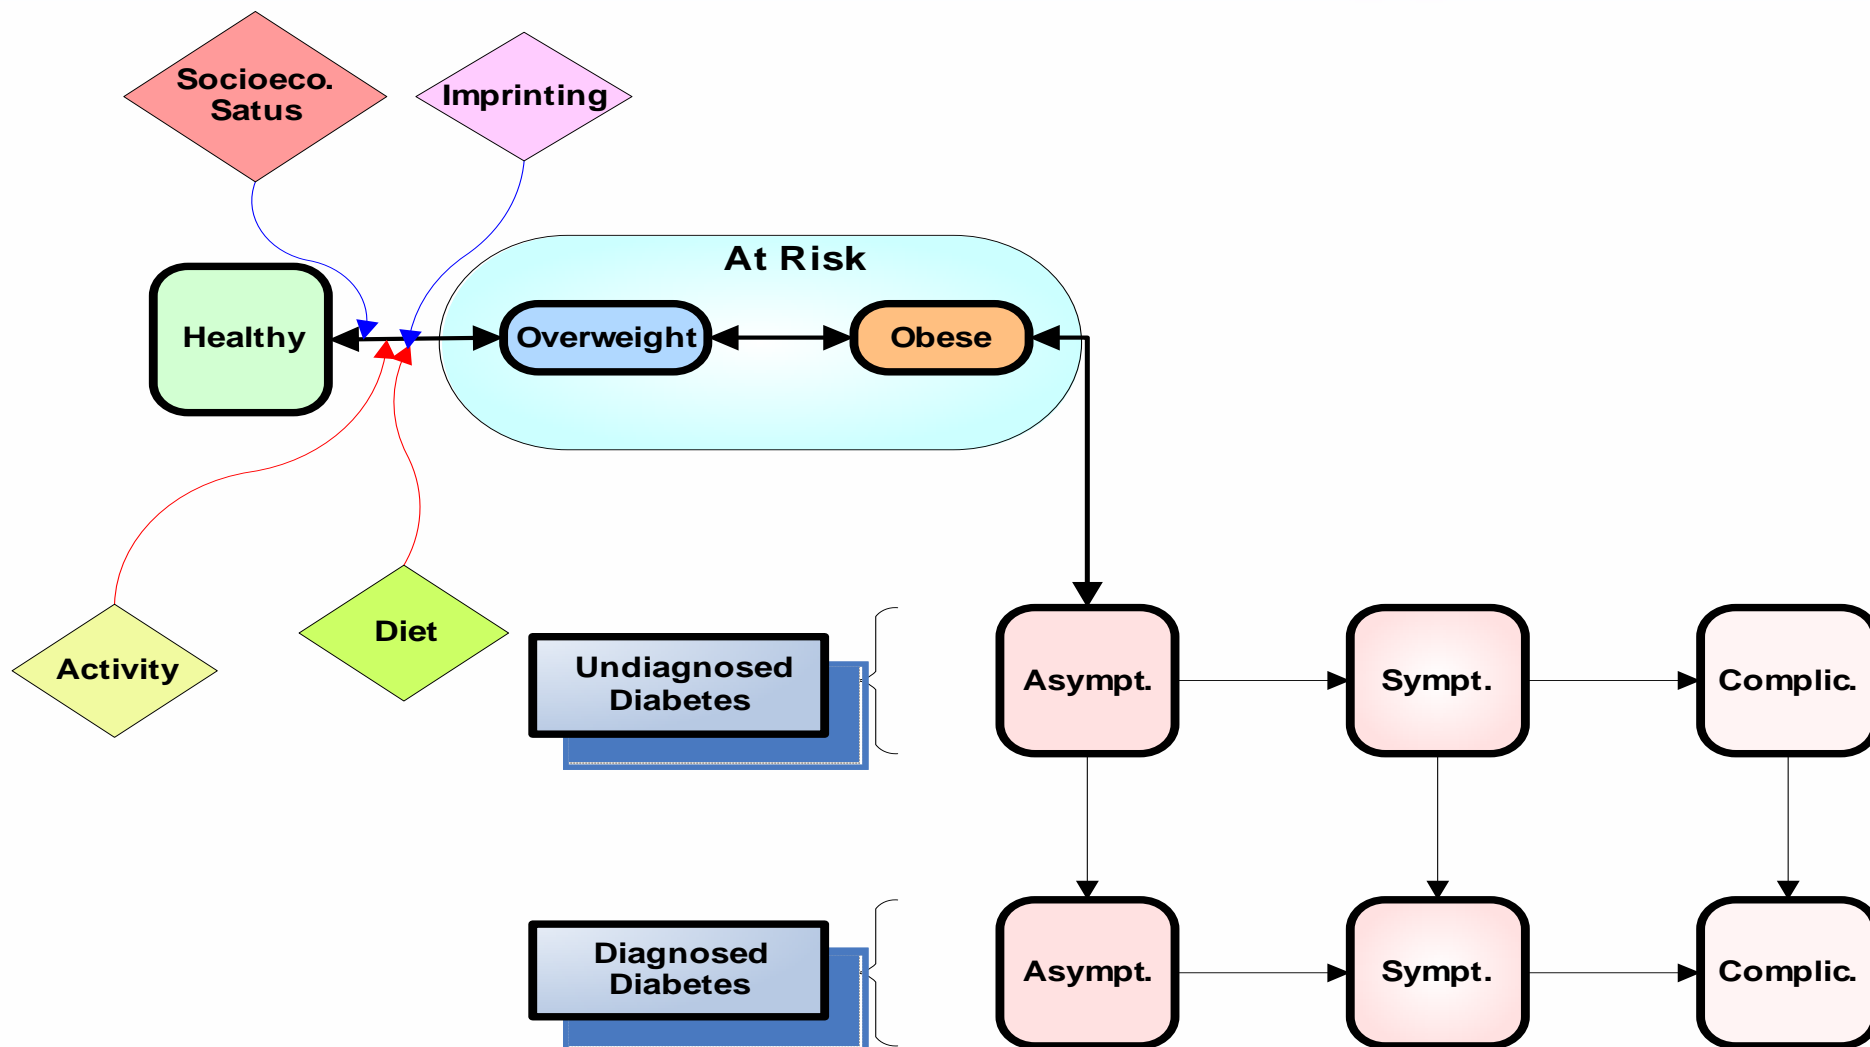 Socioeco.
Satus
Imprinting
At Risk
Healthy
Overweight
Obese
Activity
Diet
Undiagnosed
Diabetes
Asympt.
Sympt.
Complic.
Diagnosed
Diabetes
Asympt.
Sympt.
Complic.